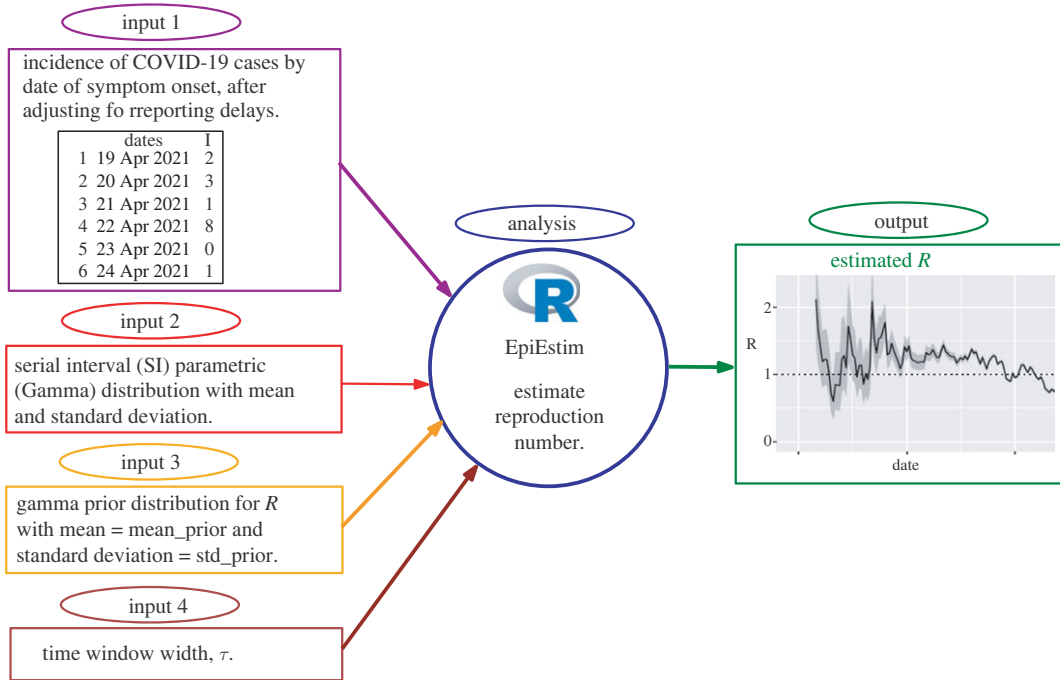 input 1
incidence of COVID-19 cases by
date of symptom onset, after
adjusting fo rreporting delays.
dates I
1 19 Apr 2021 2
2 20 Apr 2021 3
3 21 Apr 2021 1
4 22 Apr 2021 8
5 23 Apr 2021 0
6 24 Apr 2021 1
input 2
serial interval (SI) parametric
(Gamma) distribution with mean
and standard deviation.
input 3
gamma prior distribution for R
with mean = mean_prior and
standard deviation = std_prior.
input 4
time window width, τ.
analysis
R
EpiEstim
estimate
reproduction
number.
output
estimated R
2
R
1
0
date